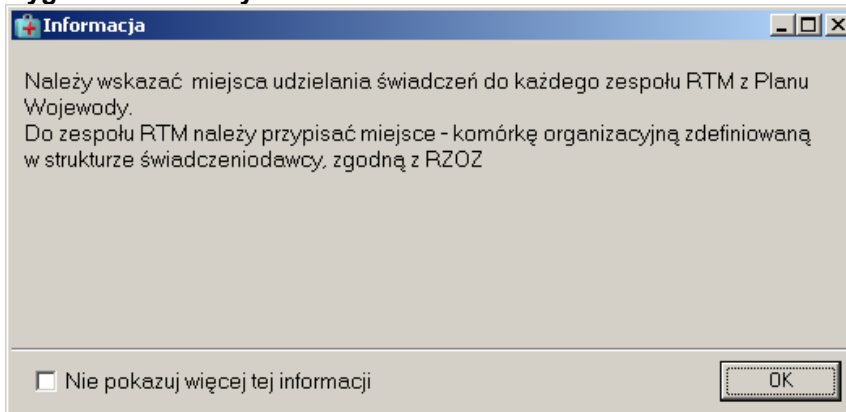 Informacja
Należy wskazać  miejsca udzielania świadczeń do każdego zespołu RTM z Planu
Wojewody.
Do zespołu RTM należy przypisać miejsce - komórkę organizacyjną zdefiniowaną
w strukturze świadczeniodawcy, zgodną z RZOZ
Nie pokazuj więcej tej informacji
OK